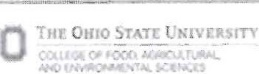 THE OHIO STATE UNIVERSITY
COLLEGE OF FOOD, AGRICULTURAL,
AND ENVIRONMENTAL SCIENCES